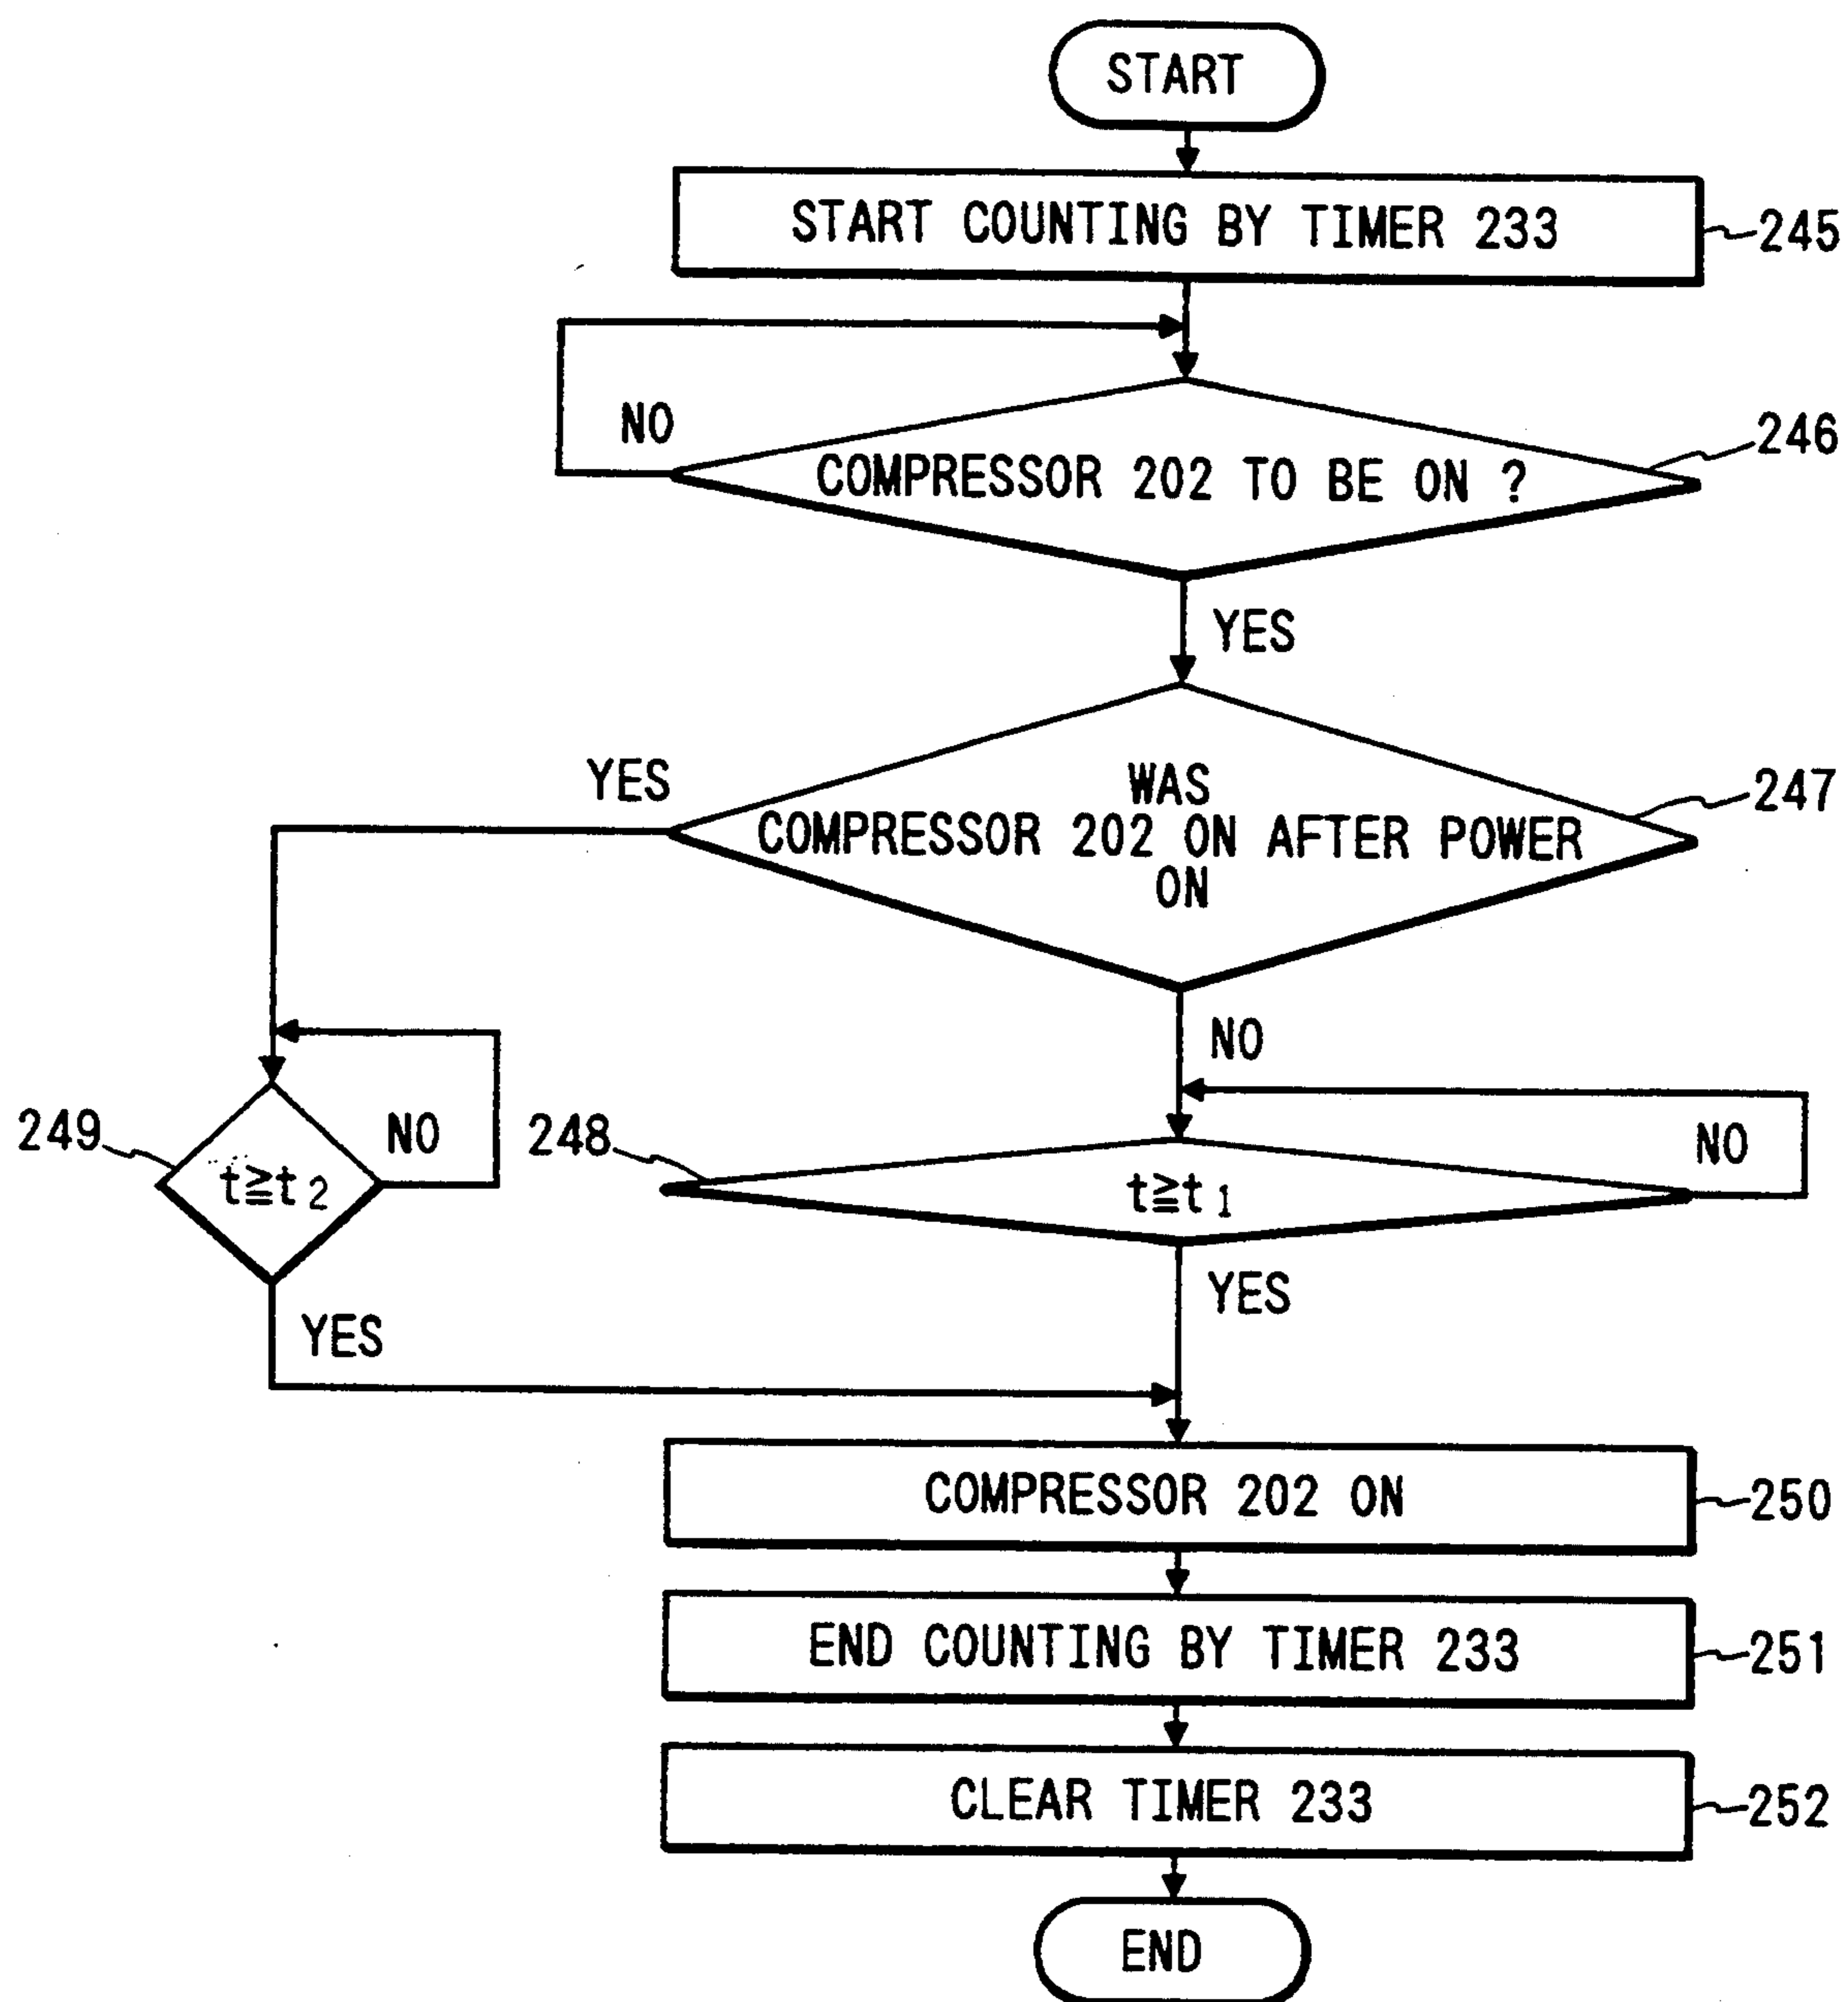 START
START COUNTING BY TIMER 233
245
NO
246
COMPRESSOR 202 TO BE ON ?
YES
YES
WAS
COMPRESSOR 202 ON AFTER POWER
ON
247
NO
249
NO
t≧t2
248
NO
t≧t1
YES
YES
COMPRESSOR 202 ON
250
END COUNTING BY TIMER 233
251
CLEAR TIMER 233
252
END